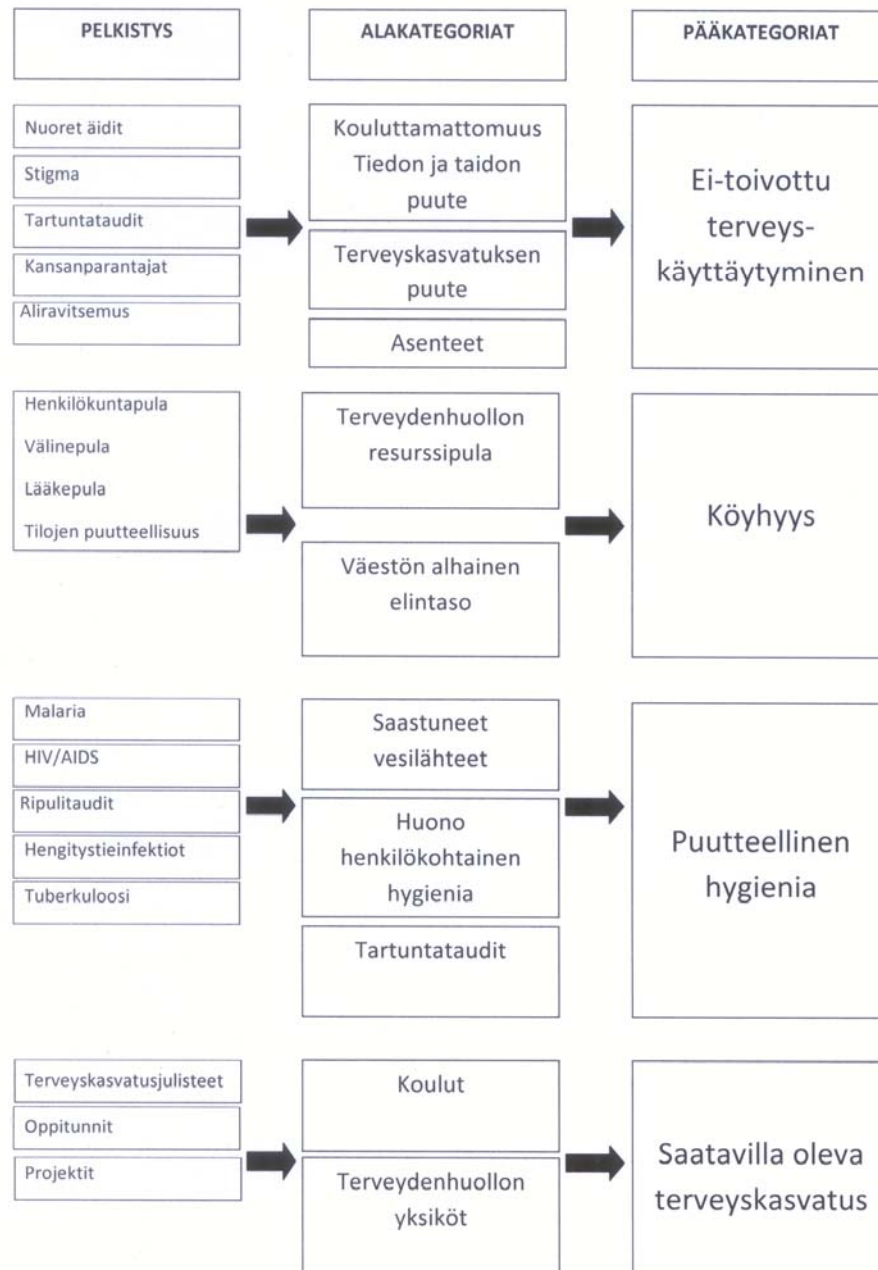 PELKISTYS
ALAKATEGORIAT
PÄÄKATEGORIAT
Nuoret äidit
Stigma
Tartuntataudit
Kansanparantajat
Aliravitsemus
Kouluttamattomuus
Tiedon ja taidon
puute
Terveyskasvatuksen
puute
Asenteet
Ei-toivottu
terveys-
käyttäytyminen
Henkilökuntapula
Välinepula
Lääkepula
Tilojen puutteellisuus
Terveydenhuollon
resurssipula
Väestön alhainen
elintaso
Köyhyys
Malaria
HIV/AIDS
Ripulitaudit
Hengitystieinfektiot
Tuberkuloosi
Saastuneet
vesilähteet
Huono
henkilökohtainen
hygienia
Tartuntataudit
Puutteellinen
hygienia
Terveyskasvatusjulisteet
Oppitunnit
Projektit
Koulut
Terveydenhuollon
yksiköt
Saatavilla oleva
terveyskasvatus